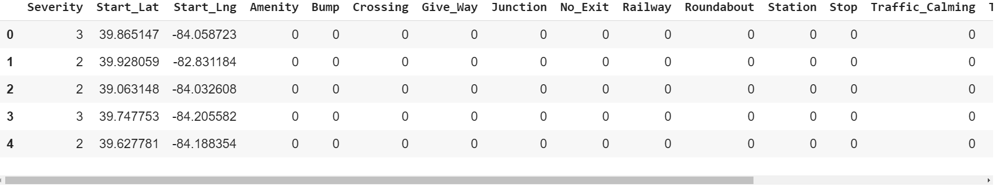 Severity Start_Lat Start_Lng Amenity Bump Crossing Give_Way Junction No_Exit Railway Roundabout Station Stop Traffic_Calming
0 3 39.865147 -84.058723 0 0 0 0 0 0 0 0 0 0 0
1 2 39.928059 -82.831184 0 0 0 0 0 0 0 0 0 0 0
2 2 39.063148 -84.032608 0 0 0 0 0 0 0 0 0 0 0
3 3 39.747753 -84.205582 0 0 0 0 0 0 0 0 0 0 0
4 2 39.627781 -84.188354 0 0 0 0 0 0 0 0 0 0 0